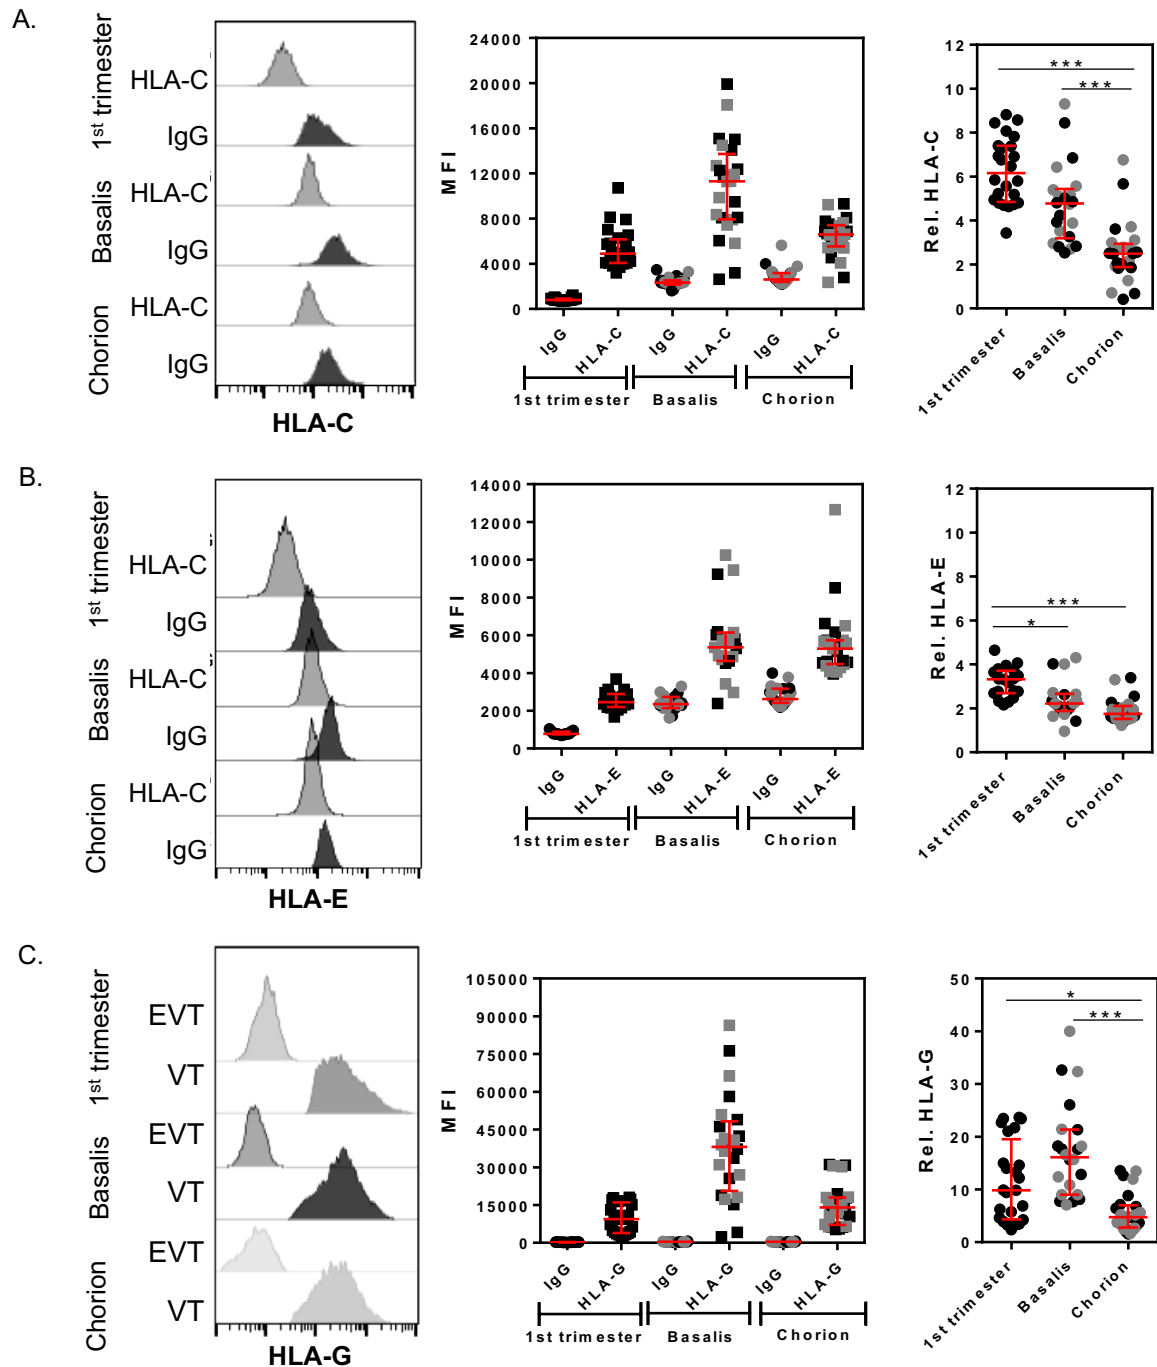 A.
1st trimester
HLA-C
IgG
Basalis
HLA-C
IgG
Chorion
HLA-C
IgG
HLA-C
MFI
24000
20000
16000
12000
8000
4000
0
IgG
HLA-C
IgG
HLA-C
IgG
HLA-C
1st trimester
Basalis
Chorion
Rel. HLA-C
12
10
8
6
4
2
0
***
***
1st trimester
Basalis
Chorion
B.
1st trimester
HLA-C
IgG
Basalis
HLA-C
IgG
Chorion
HLA-C
IgG
HLA-E
MFI
14000
12000
10000
8000
6000
4000
2000
0
IgG
HLA-E
IgG
HLA-E
IgG
HLA-E
1st trimester
Basalis
Chorion
Rel. HLA-E
12
10
8
6
4
2
0
***
*
1st trimester
Basalis
Chorion
C.
1st trimester
EVT
VT
Basalis
EVT
VT
Chorion
EVT
VT
HLA-G
MFI
105000
90000
75000
60000
45000
30000
15000
0
IgG
HLA-G
IgG
HLA-G
IgG
HLA-G
1st trimester
Basalis
Chorion
Rel. HLA-G
50
40
30
20
10
0
*
***
1st trimester
Basalis
Chorion